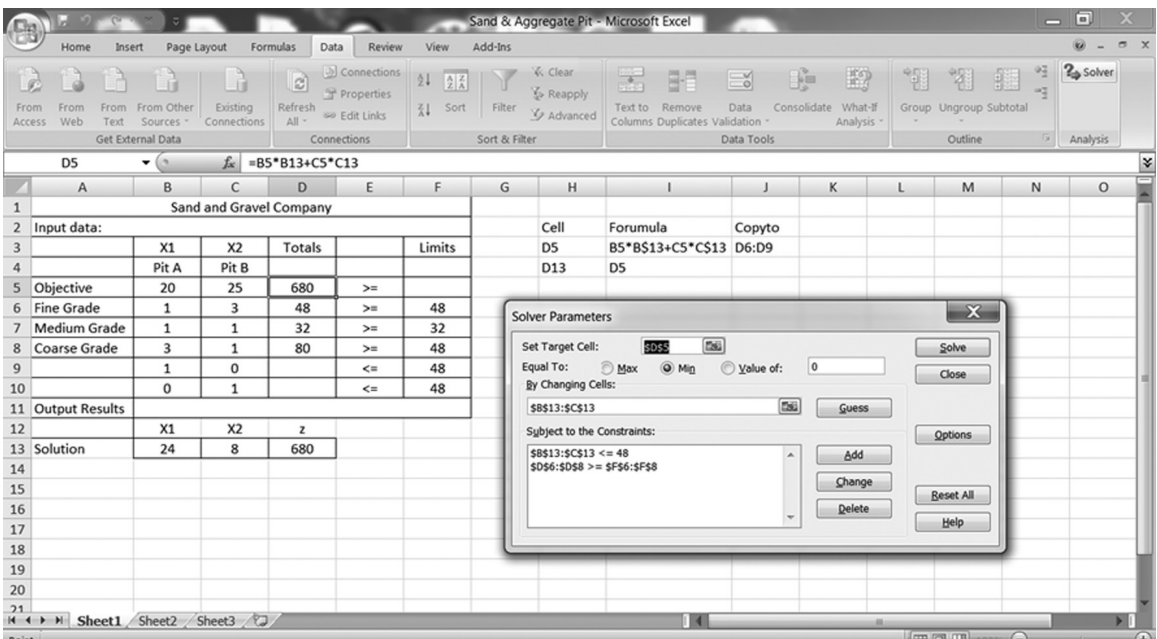 Sand & Aggregate Pit - Microsoft Excel
Home Insert Page Layout Formulas Data Review View Add-Ins
From Access
From Web
From Text
From Other Sources
Existing Connections
Get External Data
Refresh All
Connections
Properties
Edit Links
Connections
Sort
Filter
Clear
Reapply
Advanced
Sort & Filter
Text to Columns
Remove Duplicates
Data Validation
Consolidate
What-If Analysis
Data Tools
Group
Ungroup
Subtotal
Outline
Solver
Analysis
D5 fx =B5*B13+C5*C13
A B C D E F G H I J K L M N O
1 Sand and Gravel Company
2 Input data: Cell Forumula Copyto
3 X1 X2 Totals Limits D5 B5*B$13+C5*C$13 D6:D9
4 Pit A Pit B D13 D5
5 Objective 20 25 680 >=
6 Fine Grade 1 3 48 >= 48
7 Medium Grade 1 1 32 >= 32
8 Coarse Grade 3 1 80 >= 48
9 1 0 <= 48
10 0 1 <= 48
11 Output Results
12 X1 X2 z
13 Solution 24 8 680
14
15
16
17
18
19
20
21
Solver Parameters
Set Target Cell: $D$5
Equal To: Max Min Value of: 0
By Changing Cells:
$B$13:$C$13
Guess
Subject to the Constraints:
$B$13:$C$13 <= 48
$D$6:$D$8 >= $F$6:$F$8
Add
Change
Delete
Solve
Close
Options
Reset All
Help
Sheet1 Sheet2 Sheet3